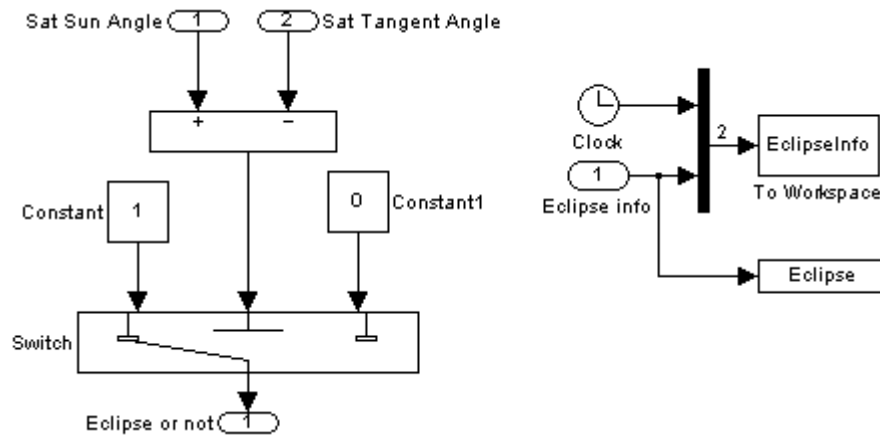 Sat Sun Angle 1 2 Sat Tangent Angle
+ −
Constant 1 0 Constant1
Switch
Eclipse or not 1
Clock
2
EclipseInfo
To Workspace
1
Eclipse info
Eclipse